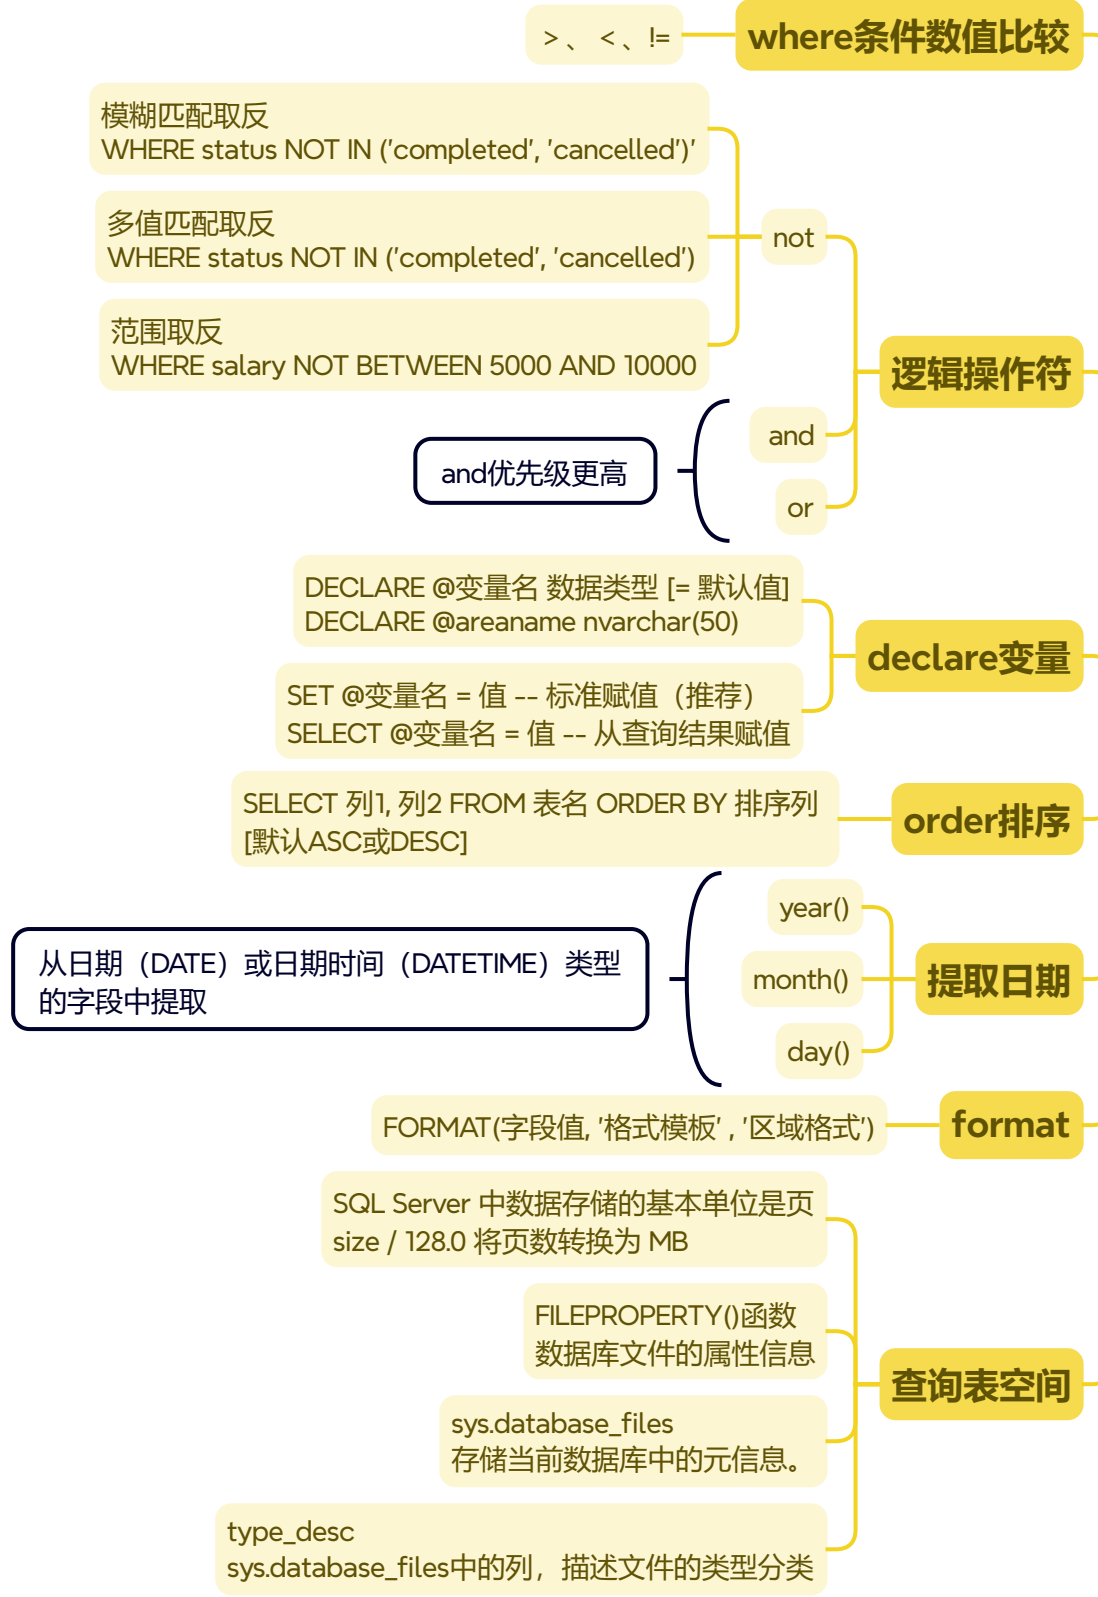 where条件数值比较
> 、 < 、!=
逻辑操作符
not
模糊匹配取反
WHERE status NOT IN ('completed', 'cancelled')'
多值匹配取反
WHERE status NOT IN ('completed', 'cancelled')
范围取反
WHERE salary NOT BETWEEN 5000 AND 10000
and
or
and优先级更高
declare变量
DECLARE @变量名 数据类型 [= 默认值]
DECLARE @areaname nvarchar(50)
SET @变量名 = 值 -- 标准赋值（推荐）
SELECT @变量名 = 值 -- 从查询结果赋值
order排序
SELECT 列1, 列2 FROM 表名 ORDER BY 排序列
[默认ASC或DESC]
提取日期
year()
month()
day()
从日期（DATE）或日期时间（DATETIME）类型
的字段中提取
format
FORMAT(字段值, '格式模板' , '区域格式')
查询表空间
SQL Server 中数据存储的基本单位是页
size / 128.0 将页数转换为 MB
FILEPROPERTY()函数
数据库文件的属性信息
sys.database_files
存储当前数据库中的元信息。
type_desc
sys.database_files中的列，描述文件的类型分类